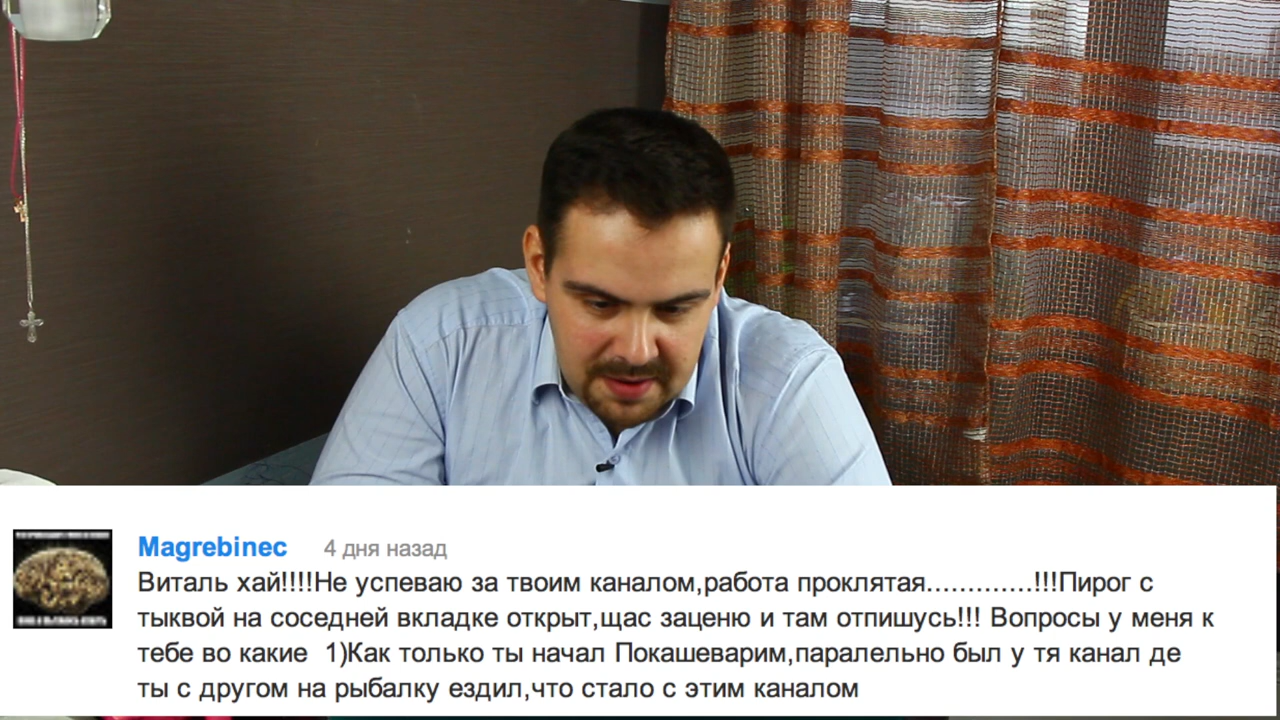 Magrebinec 4 дня назад
Виталь хай!!!!Не успеваю за твоим каналом,работа проклятая.............!!!Пирог с
тыквой на соседней вкладке открыт,щас заценю и там отпишусь!!! Вопросы у меня к
тебе во какие 1)Как только ты начал Покашеварим,паралельно был у тя канал де
ты с другом на рыбалку ездил,что стало с этим каналом